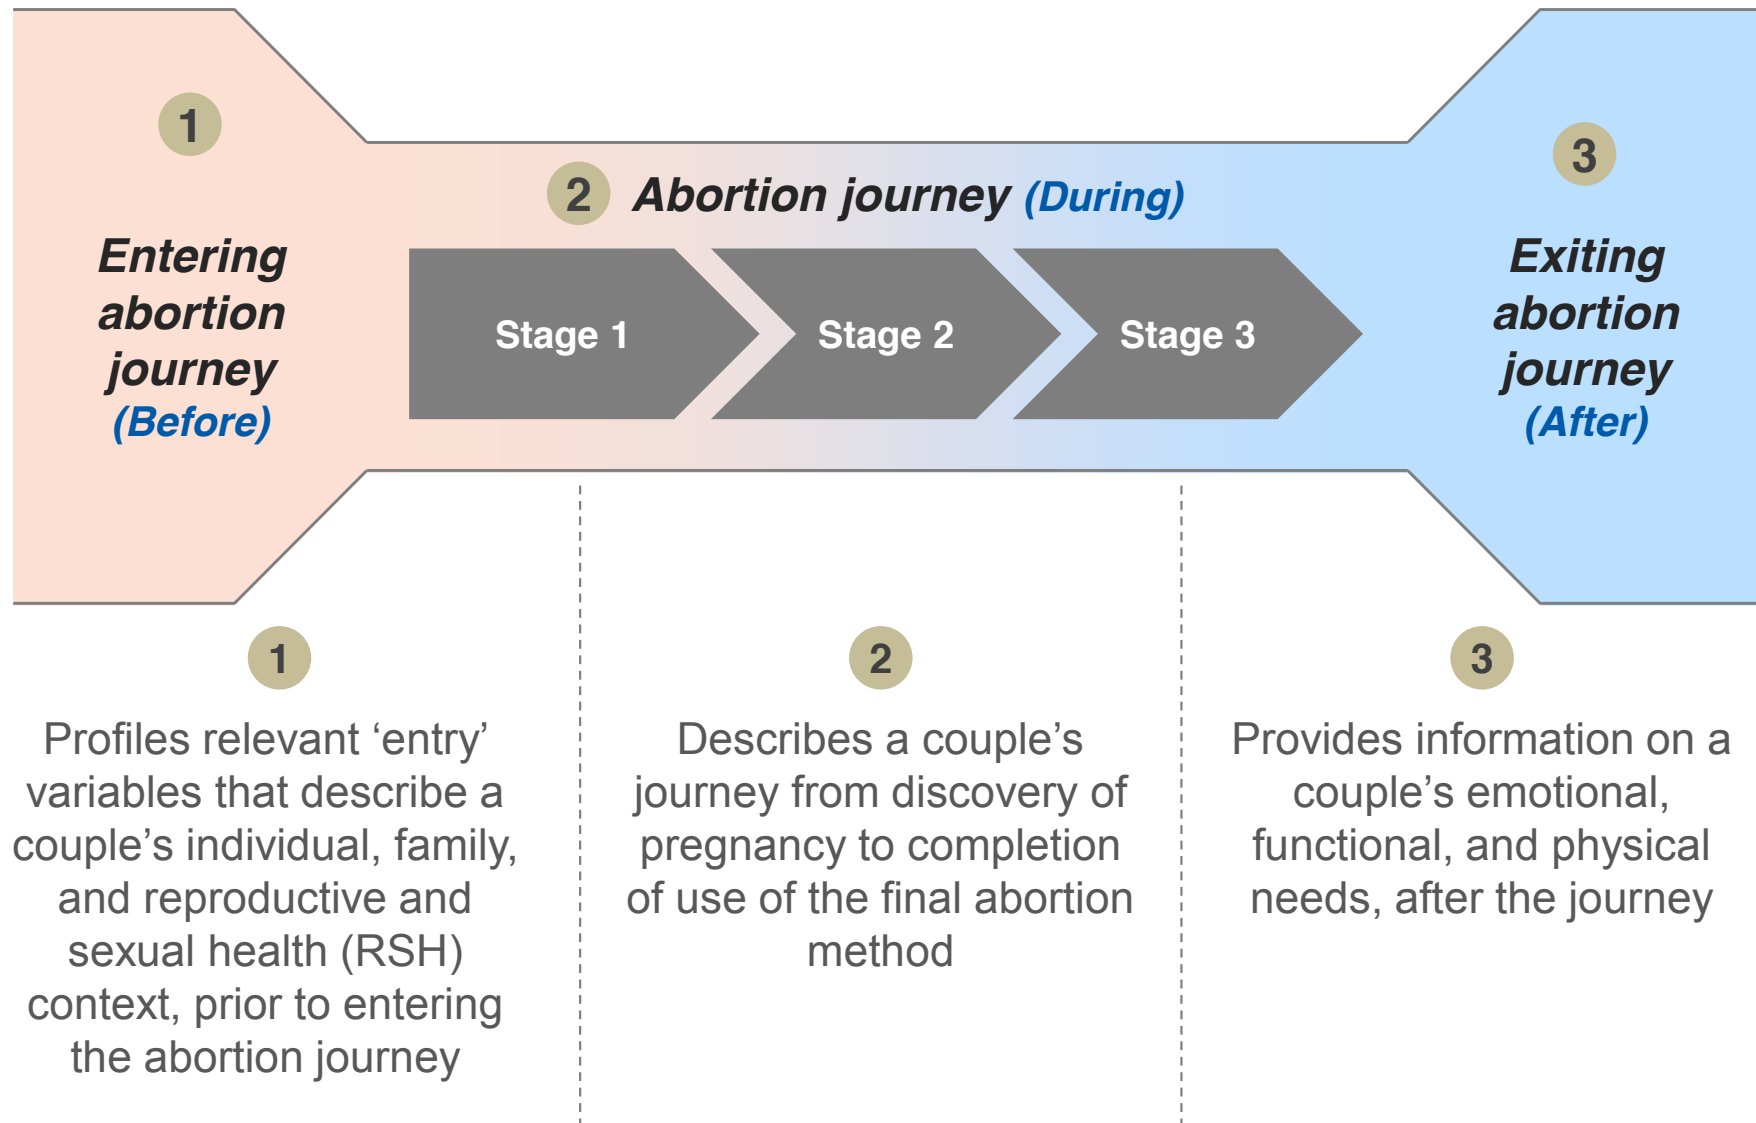 1
Entering
abortion
journey
(Before)
2 Abortion journey (During)
Stage 1
Stage 2
Stage 3
3
Exiting
abortion
journey
(After)
1
Profiles relevant ‘entry’
variables that describe a
couple’s individual, family,
and reproductive and
sexual health (RSH)
context, prior to entering
the abortion journey
2
Describes a couple’s
journey from discovery of
pregnancy to completion
of use of the final abortion
method
3
Provides information on a
couple’s emotional,
functional, and physical
needs, after the journey